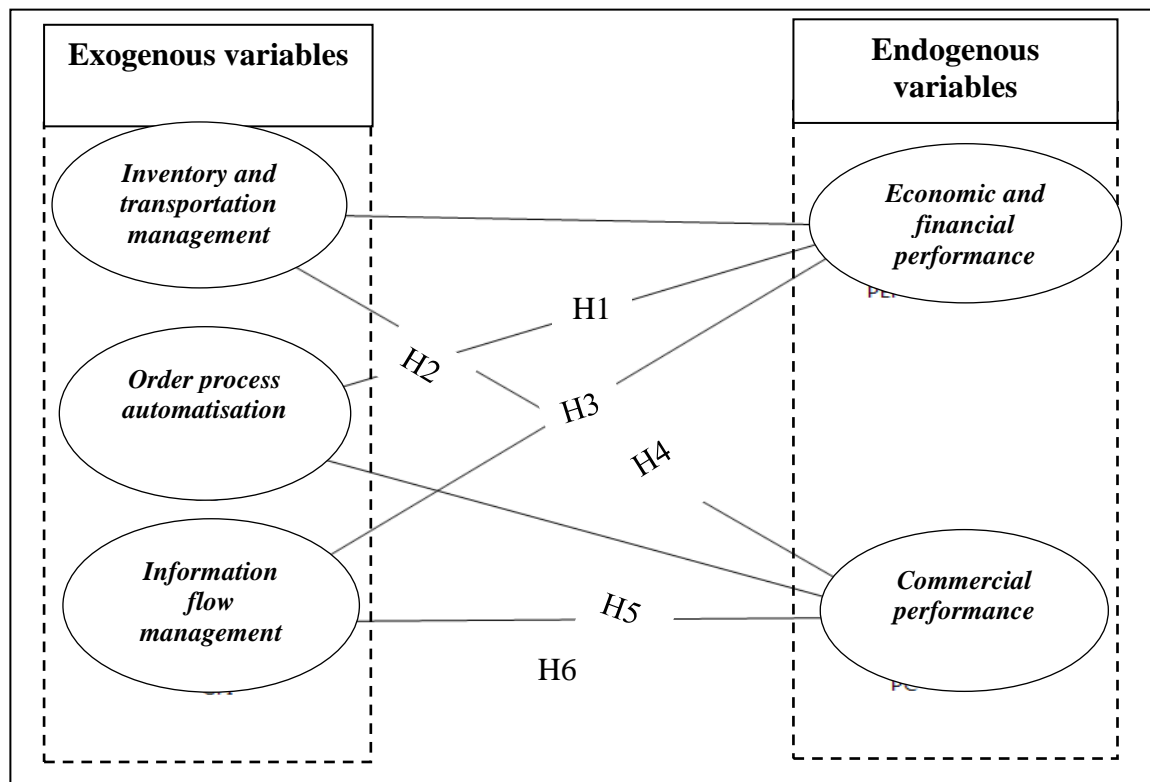 Exogenous variables
Endogenous
variables
Inventory and
transportation
management
Economic and
financial
performance
H1
H2
Order process
automatisation
H3
H4
Information
flow
management
Commercial
performance
H5
H6